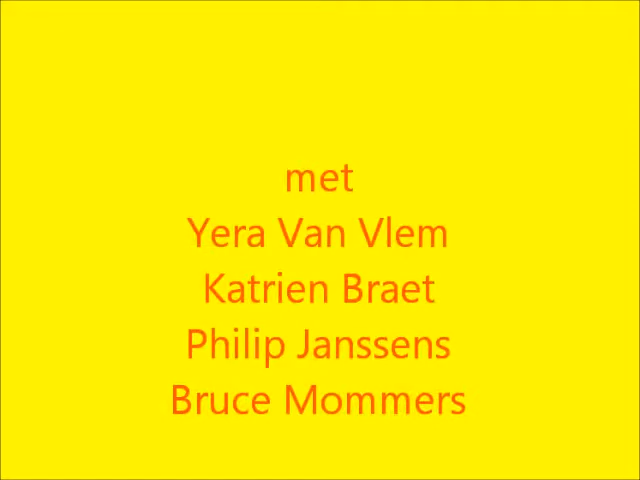 met
Yera Van Vlem
Katrien Braet
Philip Janssens
Bruce Mommers